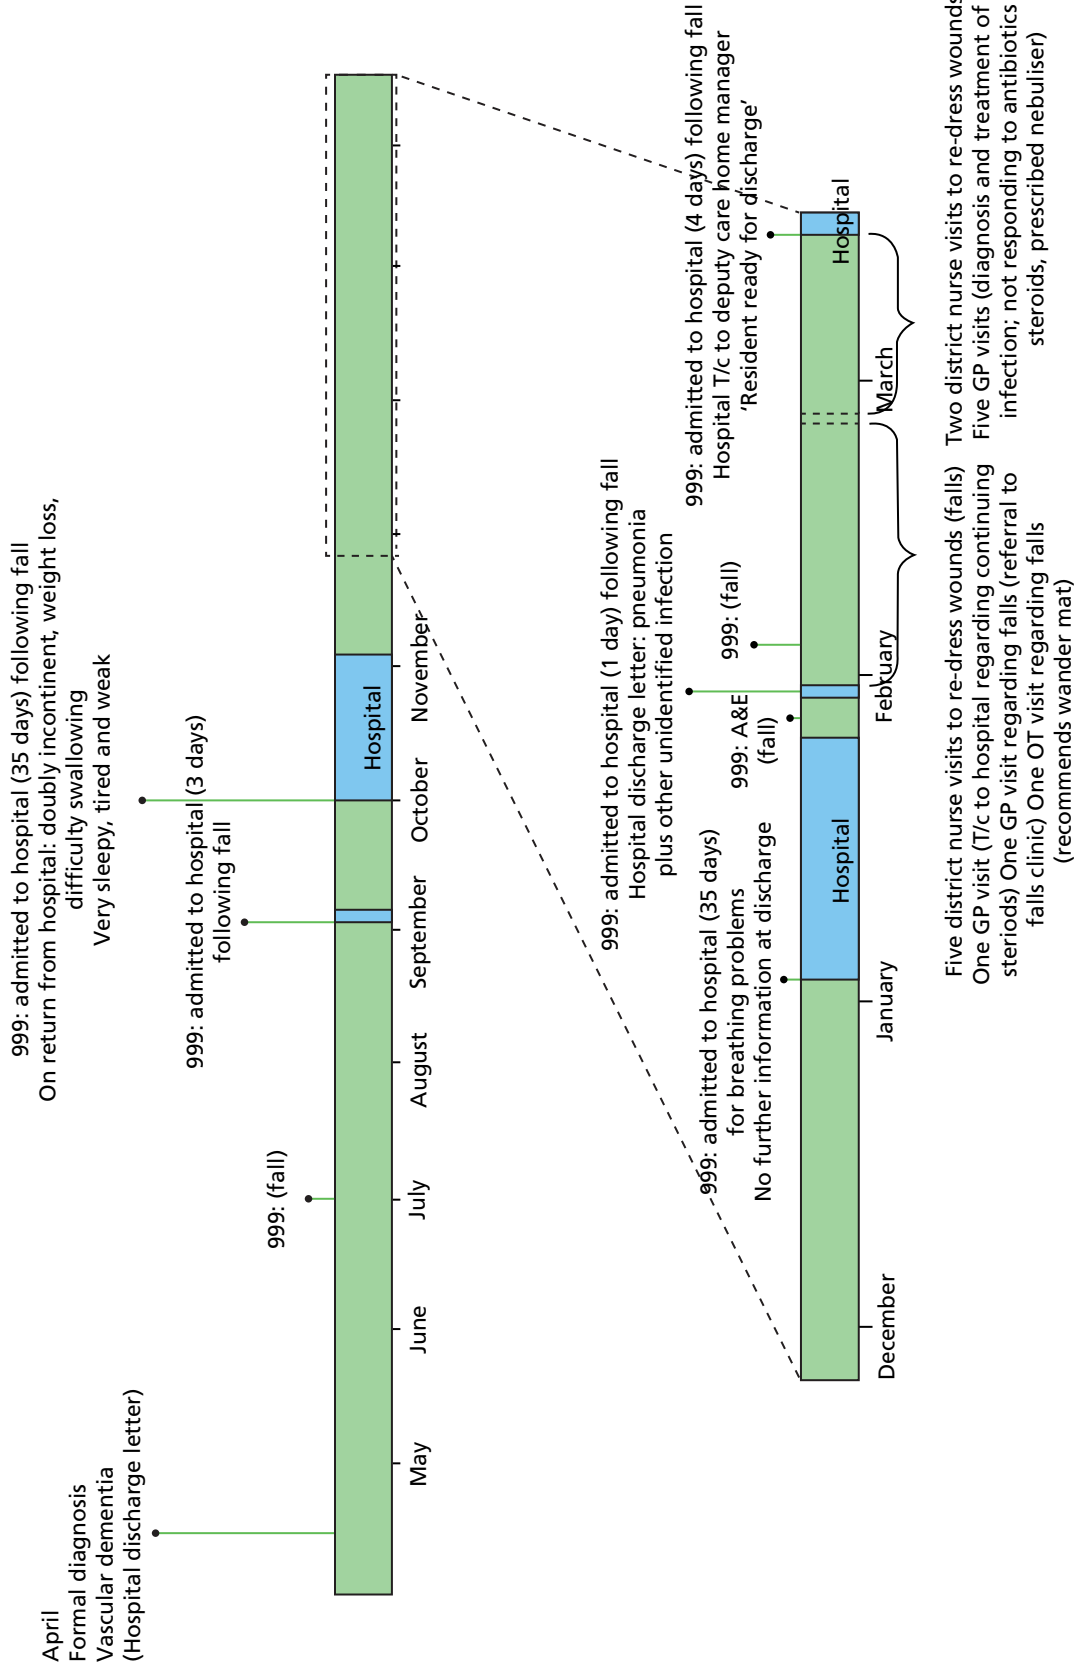 April
Formal diagnosis
Vascular dementia
(Hospital discharge letter)
999: (fall)
999: admitted to hospital (3 days)
following fall
999: admitted to hospital (35 days) following fall
On return from hospital: doubly incontinent, weight loss,
difficulty swallowing
Very sleepy, tired and weak
Hospital
May
June
July
August
September
October
November
999: admitted to hospital (35 days)
for breathing problems
No further information at discharge
999: A&E
(fall)
999: admitted to hospital (1 day) following fall
Hospital discharge letter: pneumonia
plus other unidentified infection
999: (fall)
999: admitted to hospital (4 days) following fall
Hospital T/c to deputy care home manager
‘Resident ready for discharge’
Hospital
Hospital
December
January
February
March
Five district nurse visits to re-dress wounds (falls)
One GP visit (T/c to hospital regarding continuing
steriods) One GP visit regarding falls (referral to
falls clinic) One OT visit regarding falls
(recommends wander mat)
Two district nurse visits to re-dress wounds
Five GP visits (diagnosis and treatment of
infection; not responding to antibiotics
steroids, prescribed nebuliser)